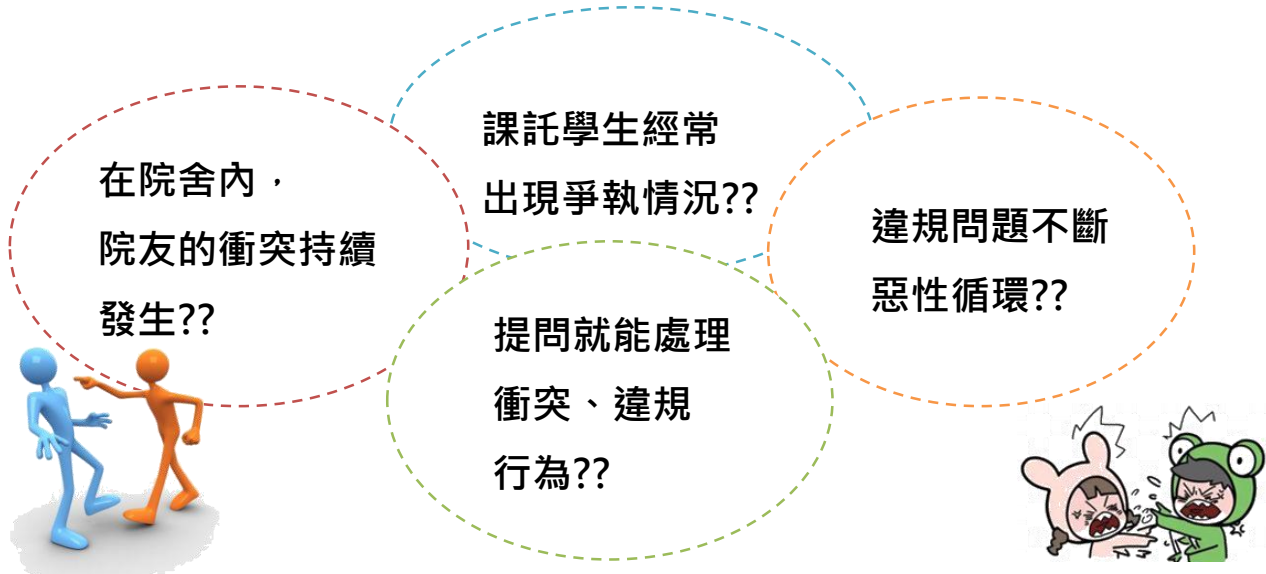 在院舍內，
院友的衝突持續
發生??
課託學生經常
出現爭執情況??
違規問題不斷
惡性循環??
提問就能處理
衝突、違規
行為??